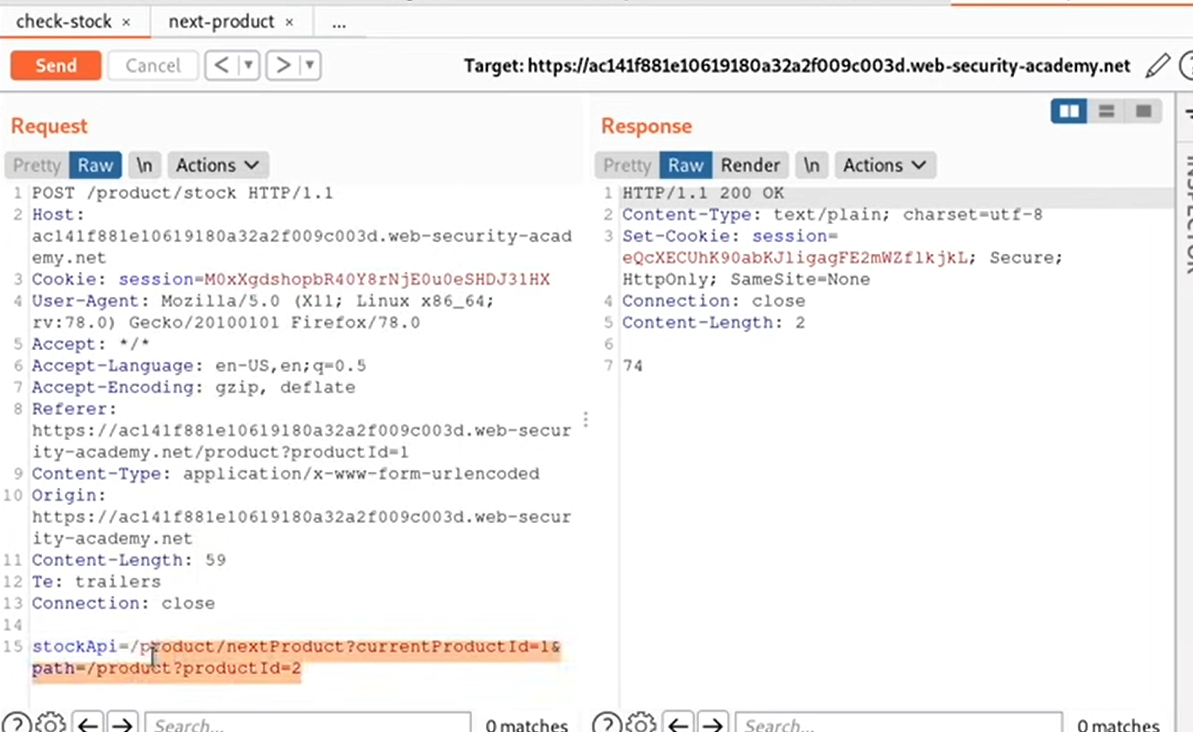 check-stock ×
next-product ×
...
Send
Cancel
<
>
Target: https://ac141f881e10619180a32a2f009c003d.web-security-academy.net
Request
Response
Pretty Raw \n Actions
Pretty Raw Render \n Actions
1 POST /product/stock HTTP/1.1
2 Host:
ac141f881e10619180a32a2f009c003d.web-security-acad
emy.net
3 Cookie: session=M0xXgdshopbR40Y8rNjE0u0eSHDJ31HX
4 User-Agent: Mozilla/5.0 (X11; Linux x86_64;
rv:78.0) Gecko/20100101 Firefox/78.0
5 Accept: */*
6 Accept-Language: en-US,en;q=0.5
7 Accept-Encoding: gzip, deflate
8 Referer:
https://ac141f881e10619180a32a2f009c003d.web-secur
ity-academy.net/product?productId=1
9 Content-Type: application/x-www-form-urlencoded
10 Origin:
https://ac141f881e10619180a32a2f009c003d.web-secur
ity-academy.net
11 Content-Length: 59
12 Te: trailers
13 Connection: close
14
15 stockApi=/product/nextProduct?currentProductId=1&
path=/product?productId=2
1 HTTP/1.1 200 OK
2 Content-Type: text/plain; charset=utf-8
3 Set-Cookie: session=
eQcXECUhK90abKJligagFE2mWZflkjkL; Secure;
HttpOnly; SameSite=None
4 Connection: close
5 Content-Length: 2
6
7 74
INSPECTOR
? Search... 0 matches
? Search... 0 matches